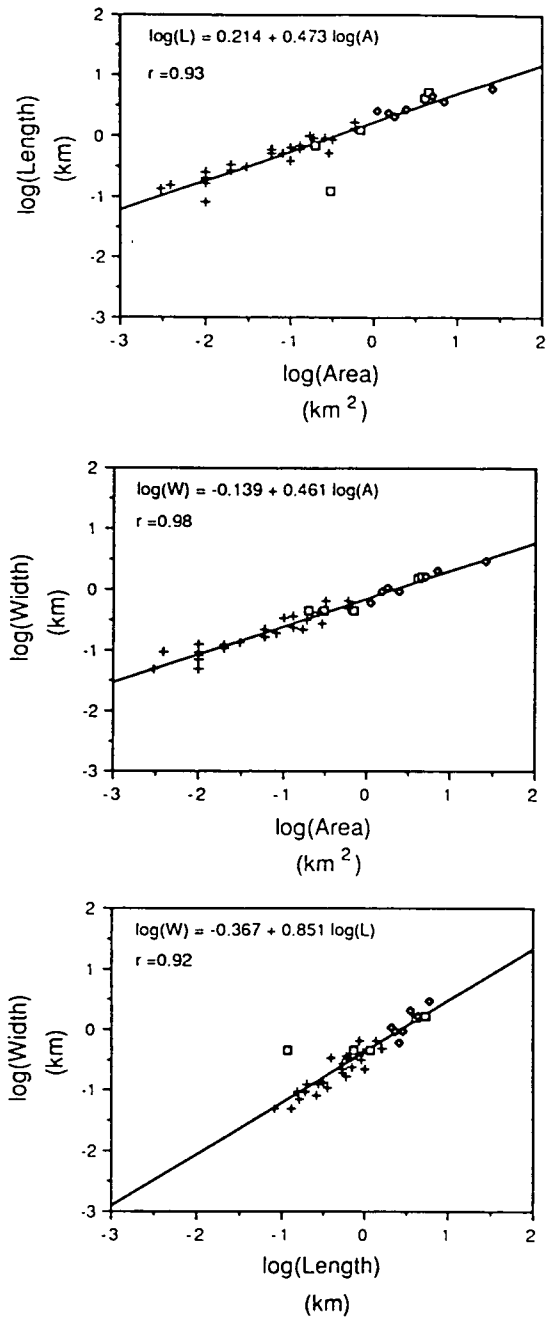 2
log(L) = 0.214 + 0.473 log(A)
r=0.93
1
0
-1
-2
-3
log(Length)
(km)
-3 -2 -1 0 1 2
log(Area)
(km 2)
2
log(W) = -0.139 + 0.461 log(A)
r =0.98
1
0
-1
-2
-3
log(Width)
(km)
-3 -2 -1 0 1 2
log(Area)
(km 2)
2
log(W) = -0.367 + 0.851 log(L)
r =0.92
1
0
-1
-2
-3
log(Width)
(km)
-3 -2 -1 0 1 2
log(Length)
(km)